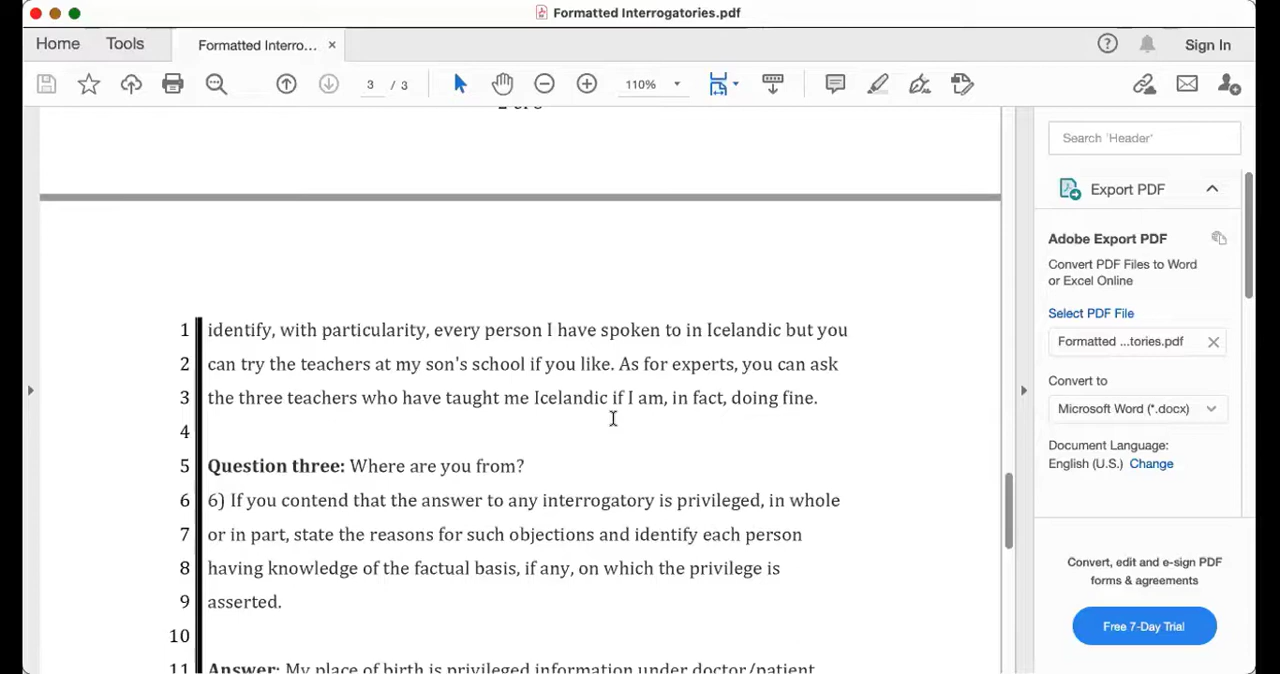 Formatted Interrogatories.pdf
Home Tools Formatted Interro... × Sign In
3 / 3 110%
Search 'Header'
Export PDF
Adobe Export PDF
Convert PDF Files to Word
or Excel Online
Select PDF File
Formatted ...tories.pdf
Convert to
Microsoft Word (*.docx)
Document Language:
English (U.S.) Change
Convert, edit and e-sign PDF
forms & agreements
Free 7-Day Trial
1 identify, with particularity, every person I have spoken to in Icelandic but you
2 can try the teachers at my son's school if you like. As for experts, you can ask
3 the three teachers who have taught me Icelandic if I am, in fact, doing fine.
4
5 Question three: Where are you from?
6 6) If you contend that the answer to any interrogatory is privileged, in whole
7 or in part, state the reasons for such objections and identify each person
8 having knowledge of the factual basis, if any, on which the privilege is
9 asserted.
10
11 Answer: My place of birth is privileged information under doctor/patient